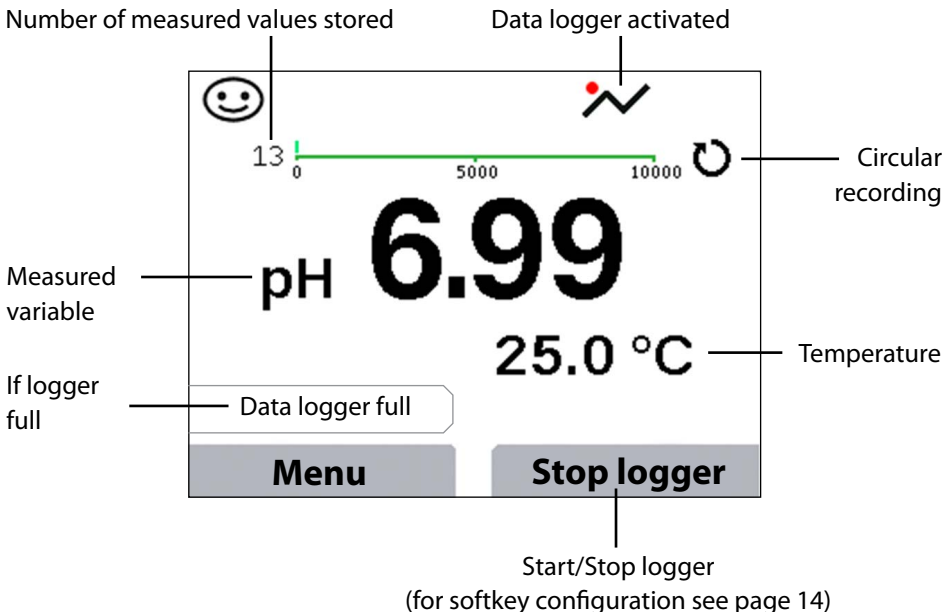 Number of measured values stored
Data logger activated
13
0
5000
10000
Circular
recording
Measured
variable
pH
6.99
25.0 °C
Temperature
If logger
full
Data logger full
Menu
Stop logger
Start/Stop logger
(for softkey configuration see page 14)